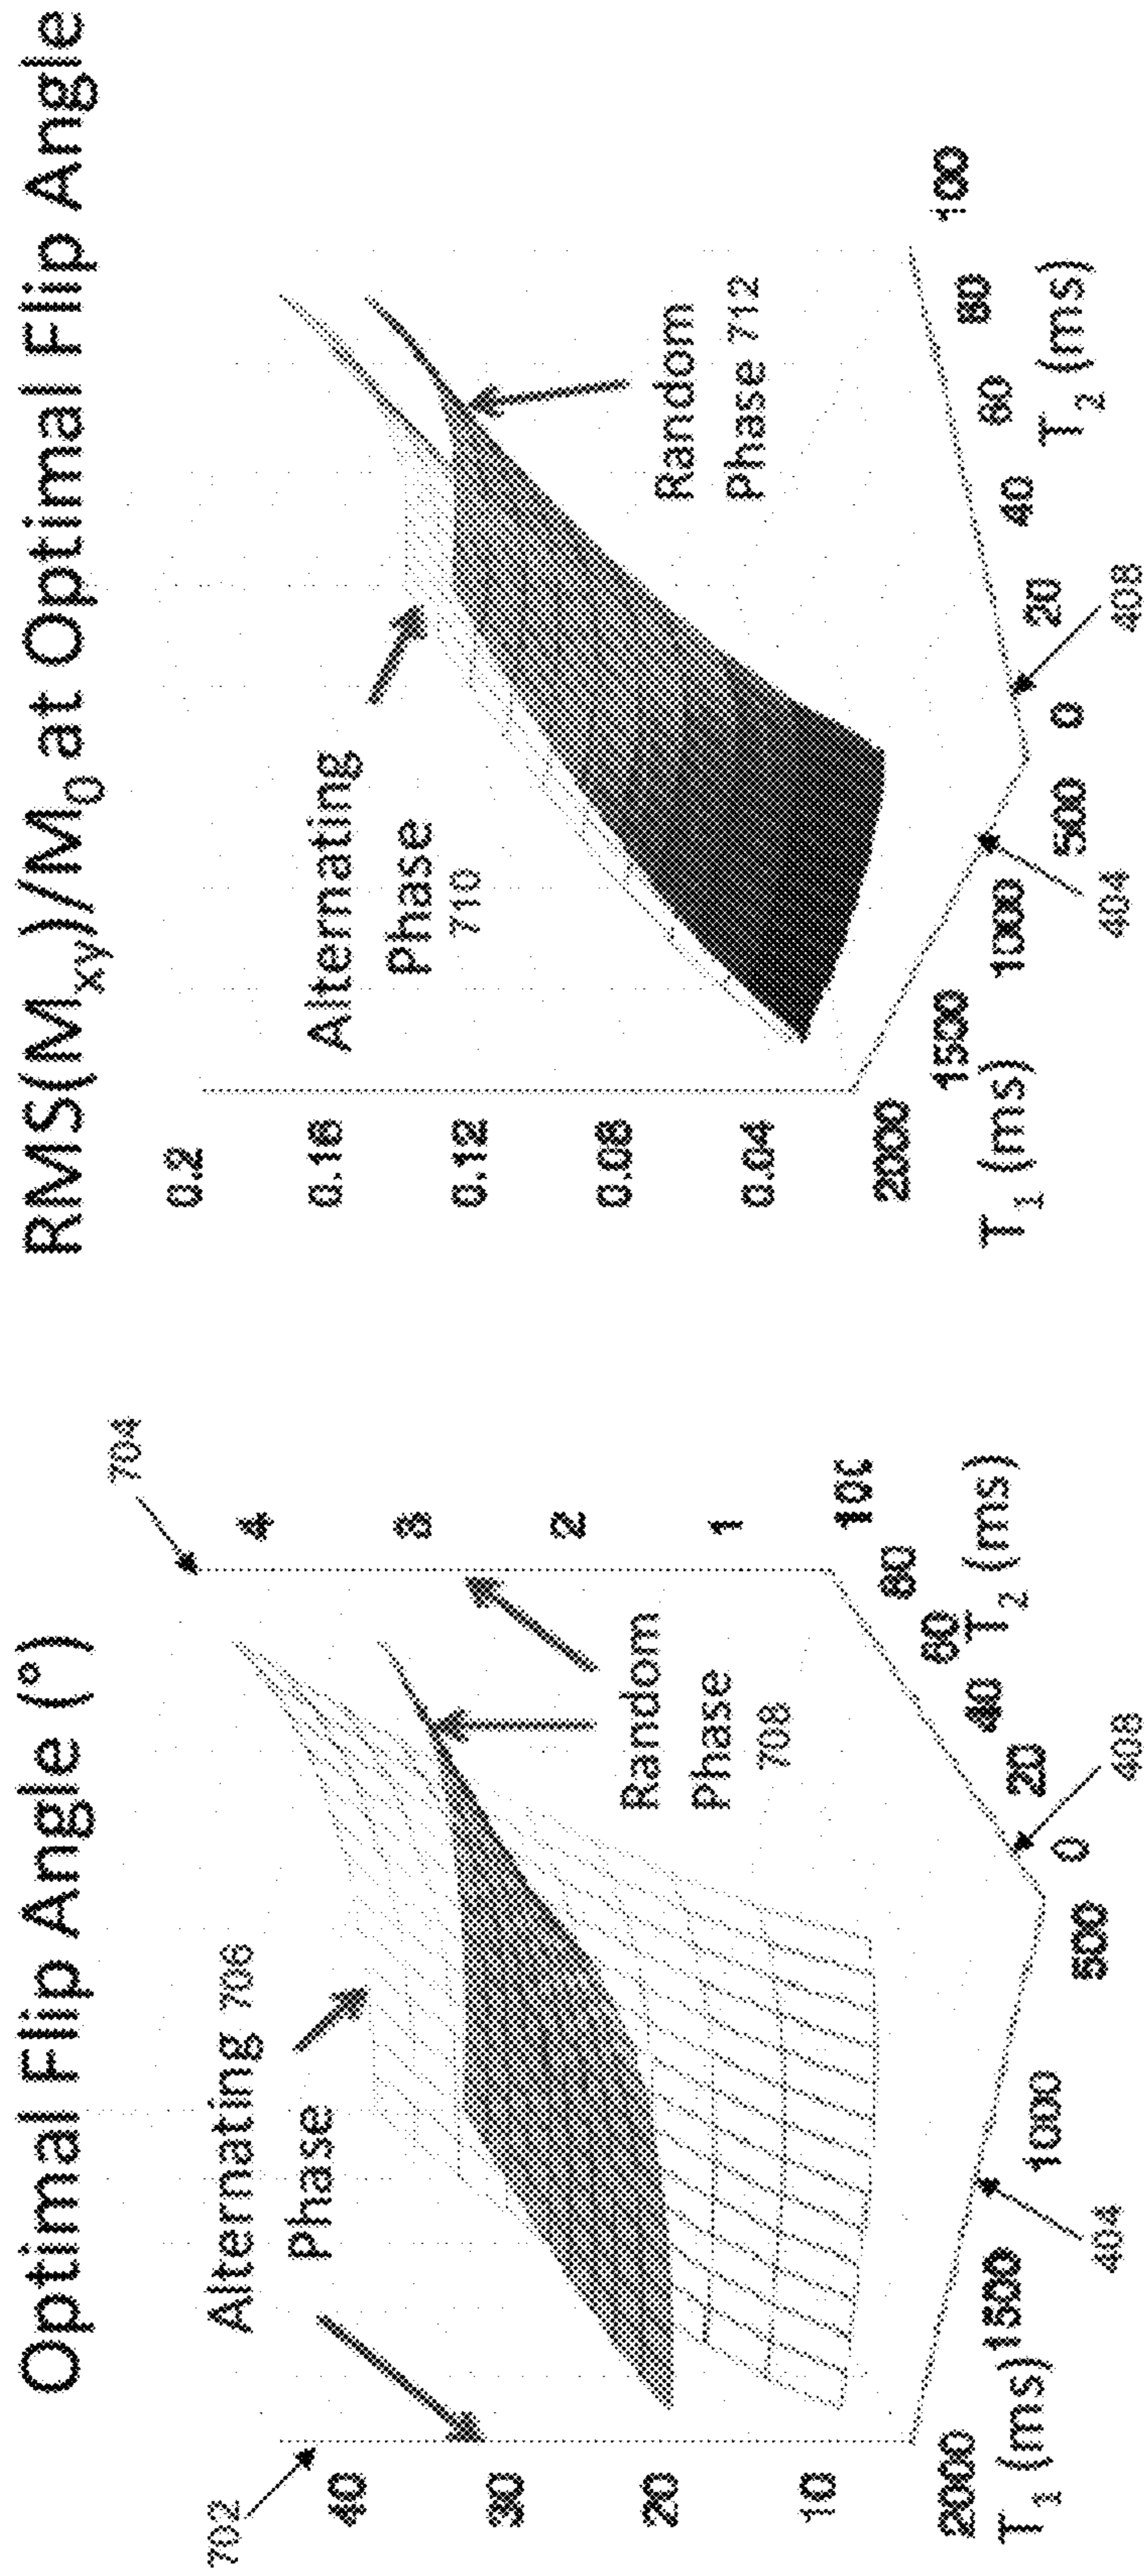 Optimal Flip Angle (°)
702
704
Alternating 706
Phase
40
30
20
10
4
3
2
1
Random
Phase
708
2000
1500
1000
500
0
20
40
60
80
T1 (ms)
T2 (ms)
404
408
RMS(Mxy)/M0 at Optimal Flip Angle
0.2
0.16
0.12
0.08
0.04
Alternating
Phase
710
Random
Phase 712
2000
1500
1000
500
0
20
40
60
80
100
T1 (ms)
T2 (ms)
404
408